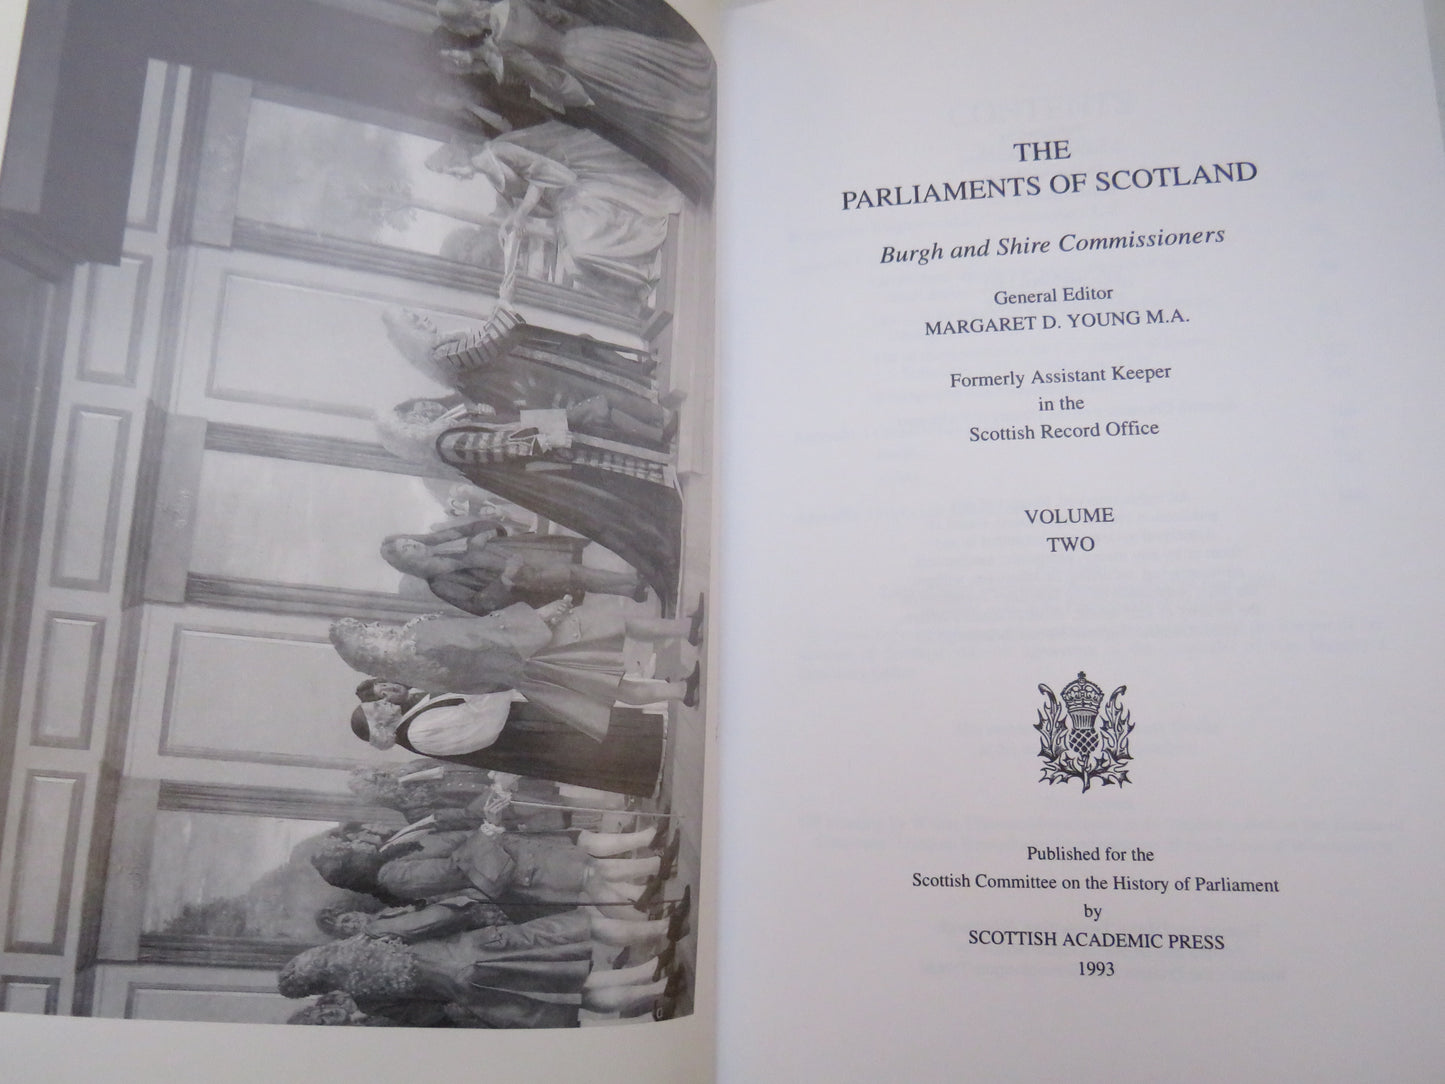 THE
PARLIAMENTS OF SCOTLAND
Burgh and Shire Commissioners
General Editor
MARGARET D. YOUNG M.A.
Formerly Assistant Keeper
in the
Scottish Record Office
VOLUME
TWO
Published for the
Scottish Committee on the History of Parliament
by
SCOTTISH ACADEMIC PRESS
1993